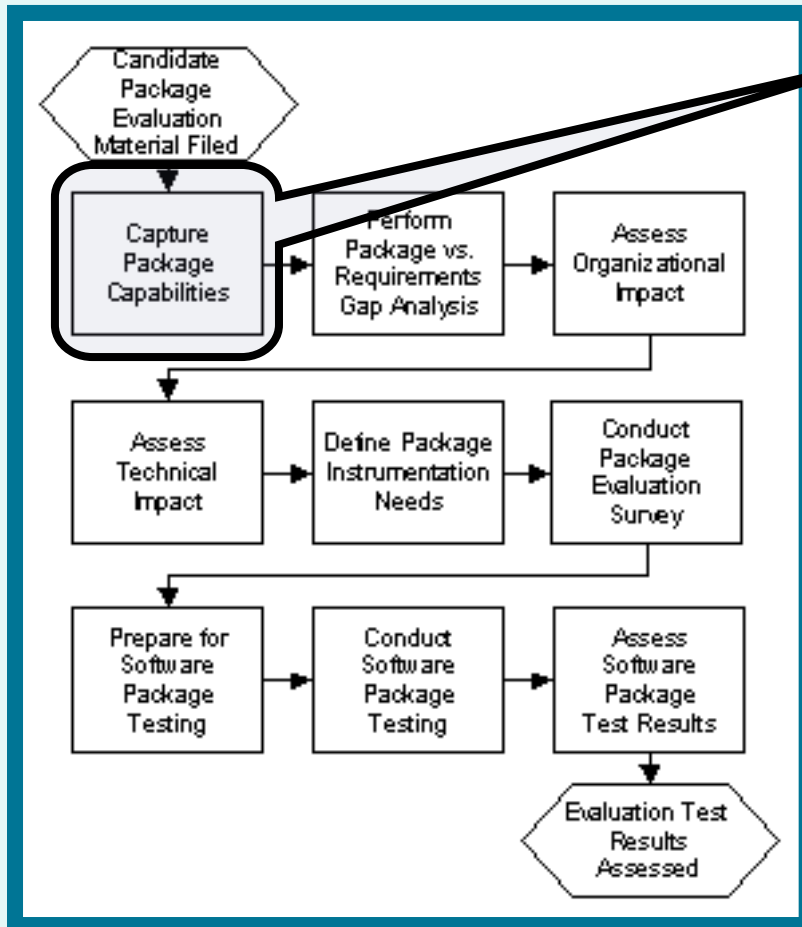 Candidate
Package
Evaluation
Material Filed
Capture
Package
Capabilities
Perform
Package vs.
Requirements
Gap Analysis
Assess
Organizational
Impact
Assess
Technical
Impact
Define Package
Instrumentation
Needs
Conduct
Package
Evaluation
Survey
Prepare for
Software
Package
Testing
Conduct
Software
Package
Testing
Assess
Software
Package
Test Results
Evaluation Test
Results
Assessed